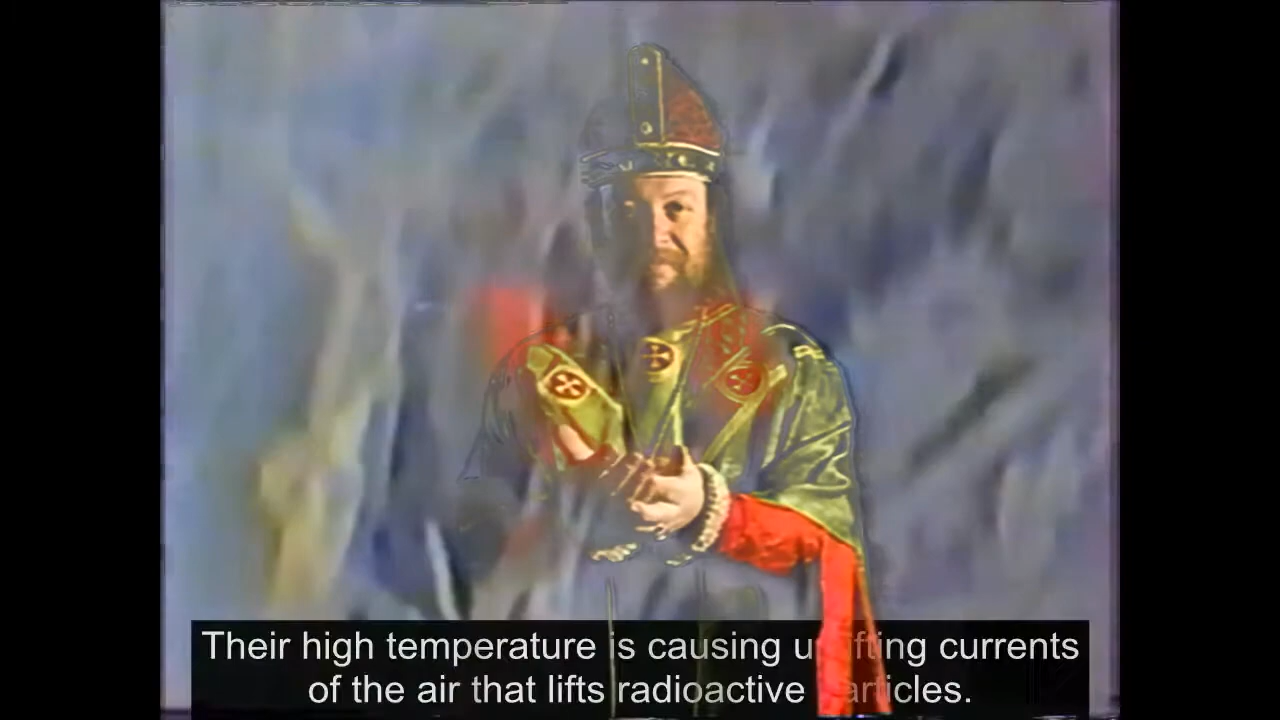 Their high temperature is causing uplifting currents
of the air that lifts radioactive particles.